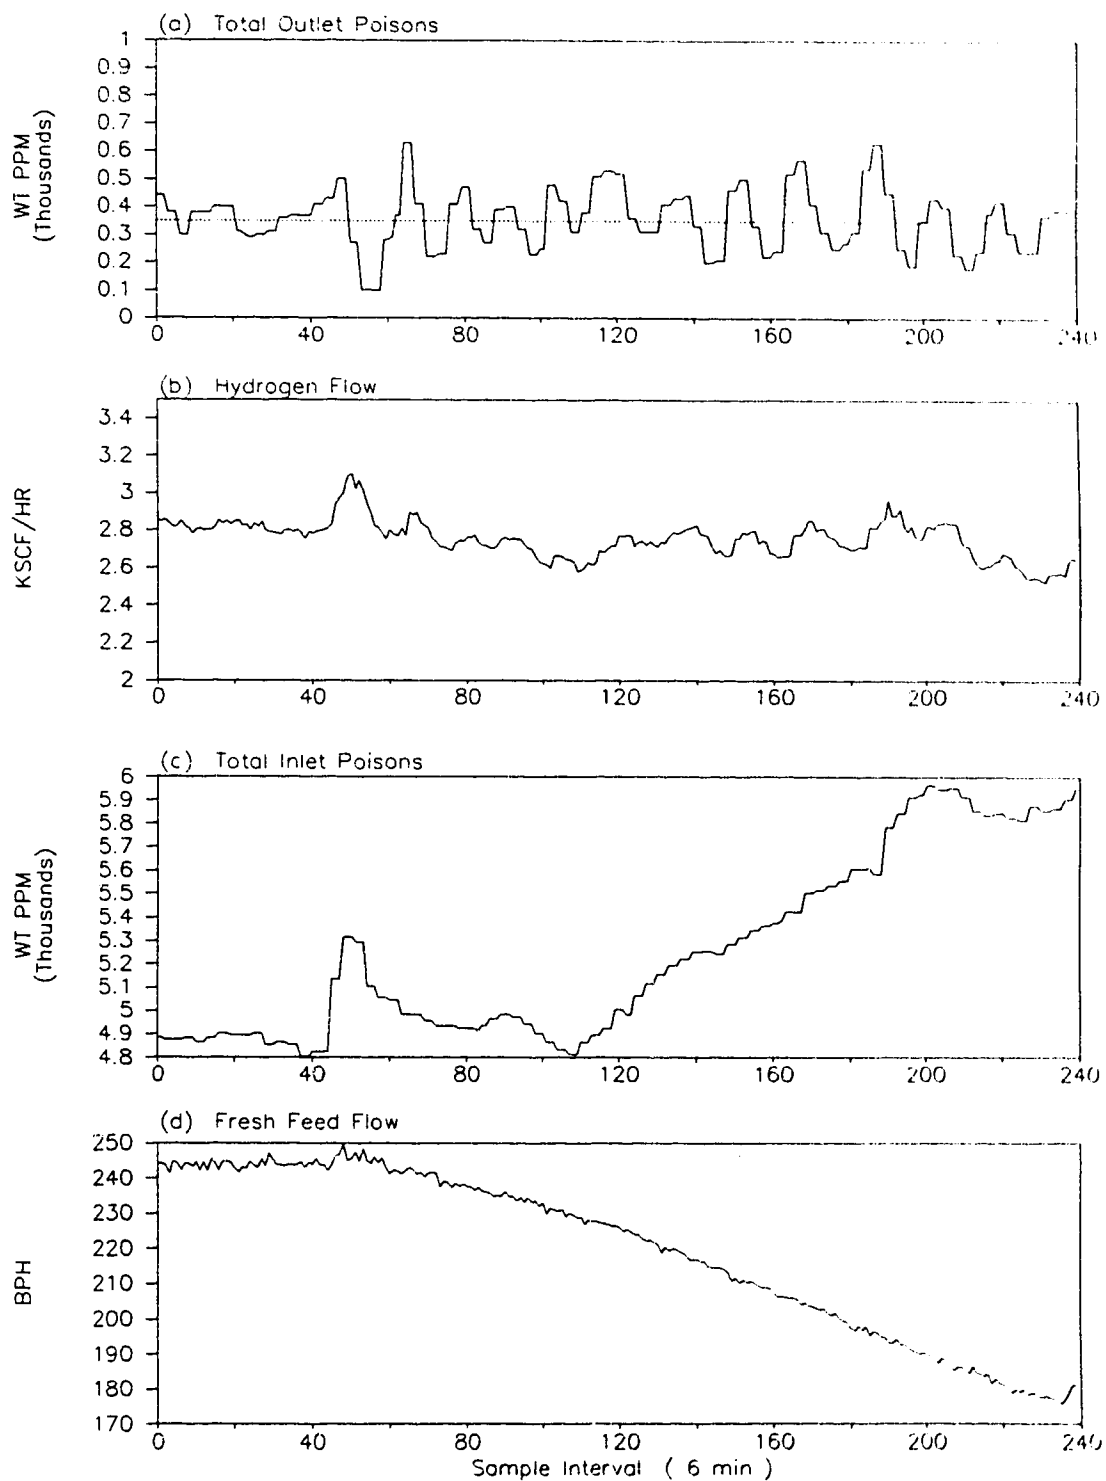 (a) Total Outlet Poisons
1
0.9
0.8
0.7
0.6
0.5
0.4
0.3
0.2
0.1
0
WT PPM
(Thousands)
0 40 80 120 160 200 240
(b) Hydrogen Flow
3.4
3.2
3
2.8
2.6
2.4
2.2
2
KSCF/HR
0 40 80 120 160 200 240
(c) Total Inlet Poisons
6
5.9
5.8
5.7
5.6
5.5
5.4
5.3
5.2
5.1
5
4.9
4.8
WT PPM
(Thousands)
0 40 80 120 160 200 240
(d) Fresh Feed Flow
250
240
230
220
210
200
190
180
170
BPH
0 40 80 120 160 200 240
Sample Interval ( 6 min )